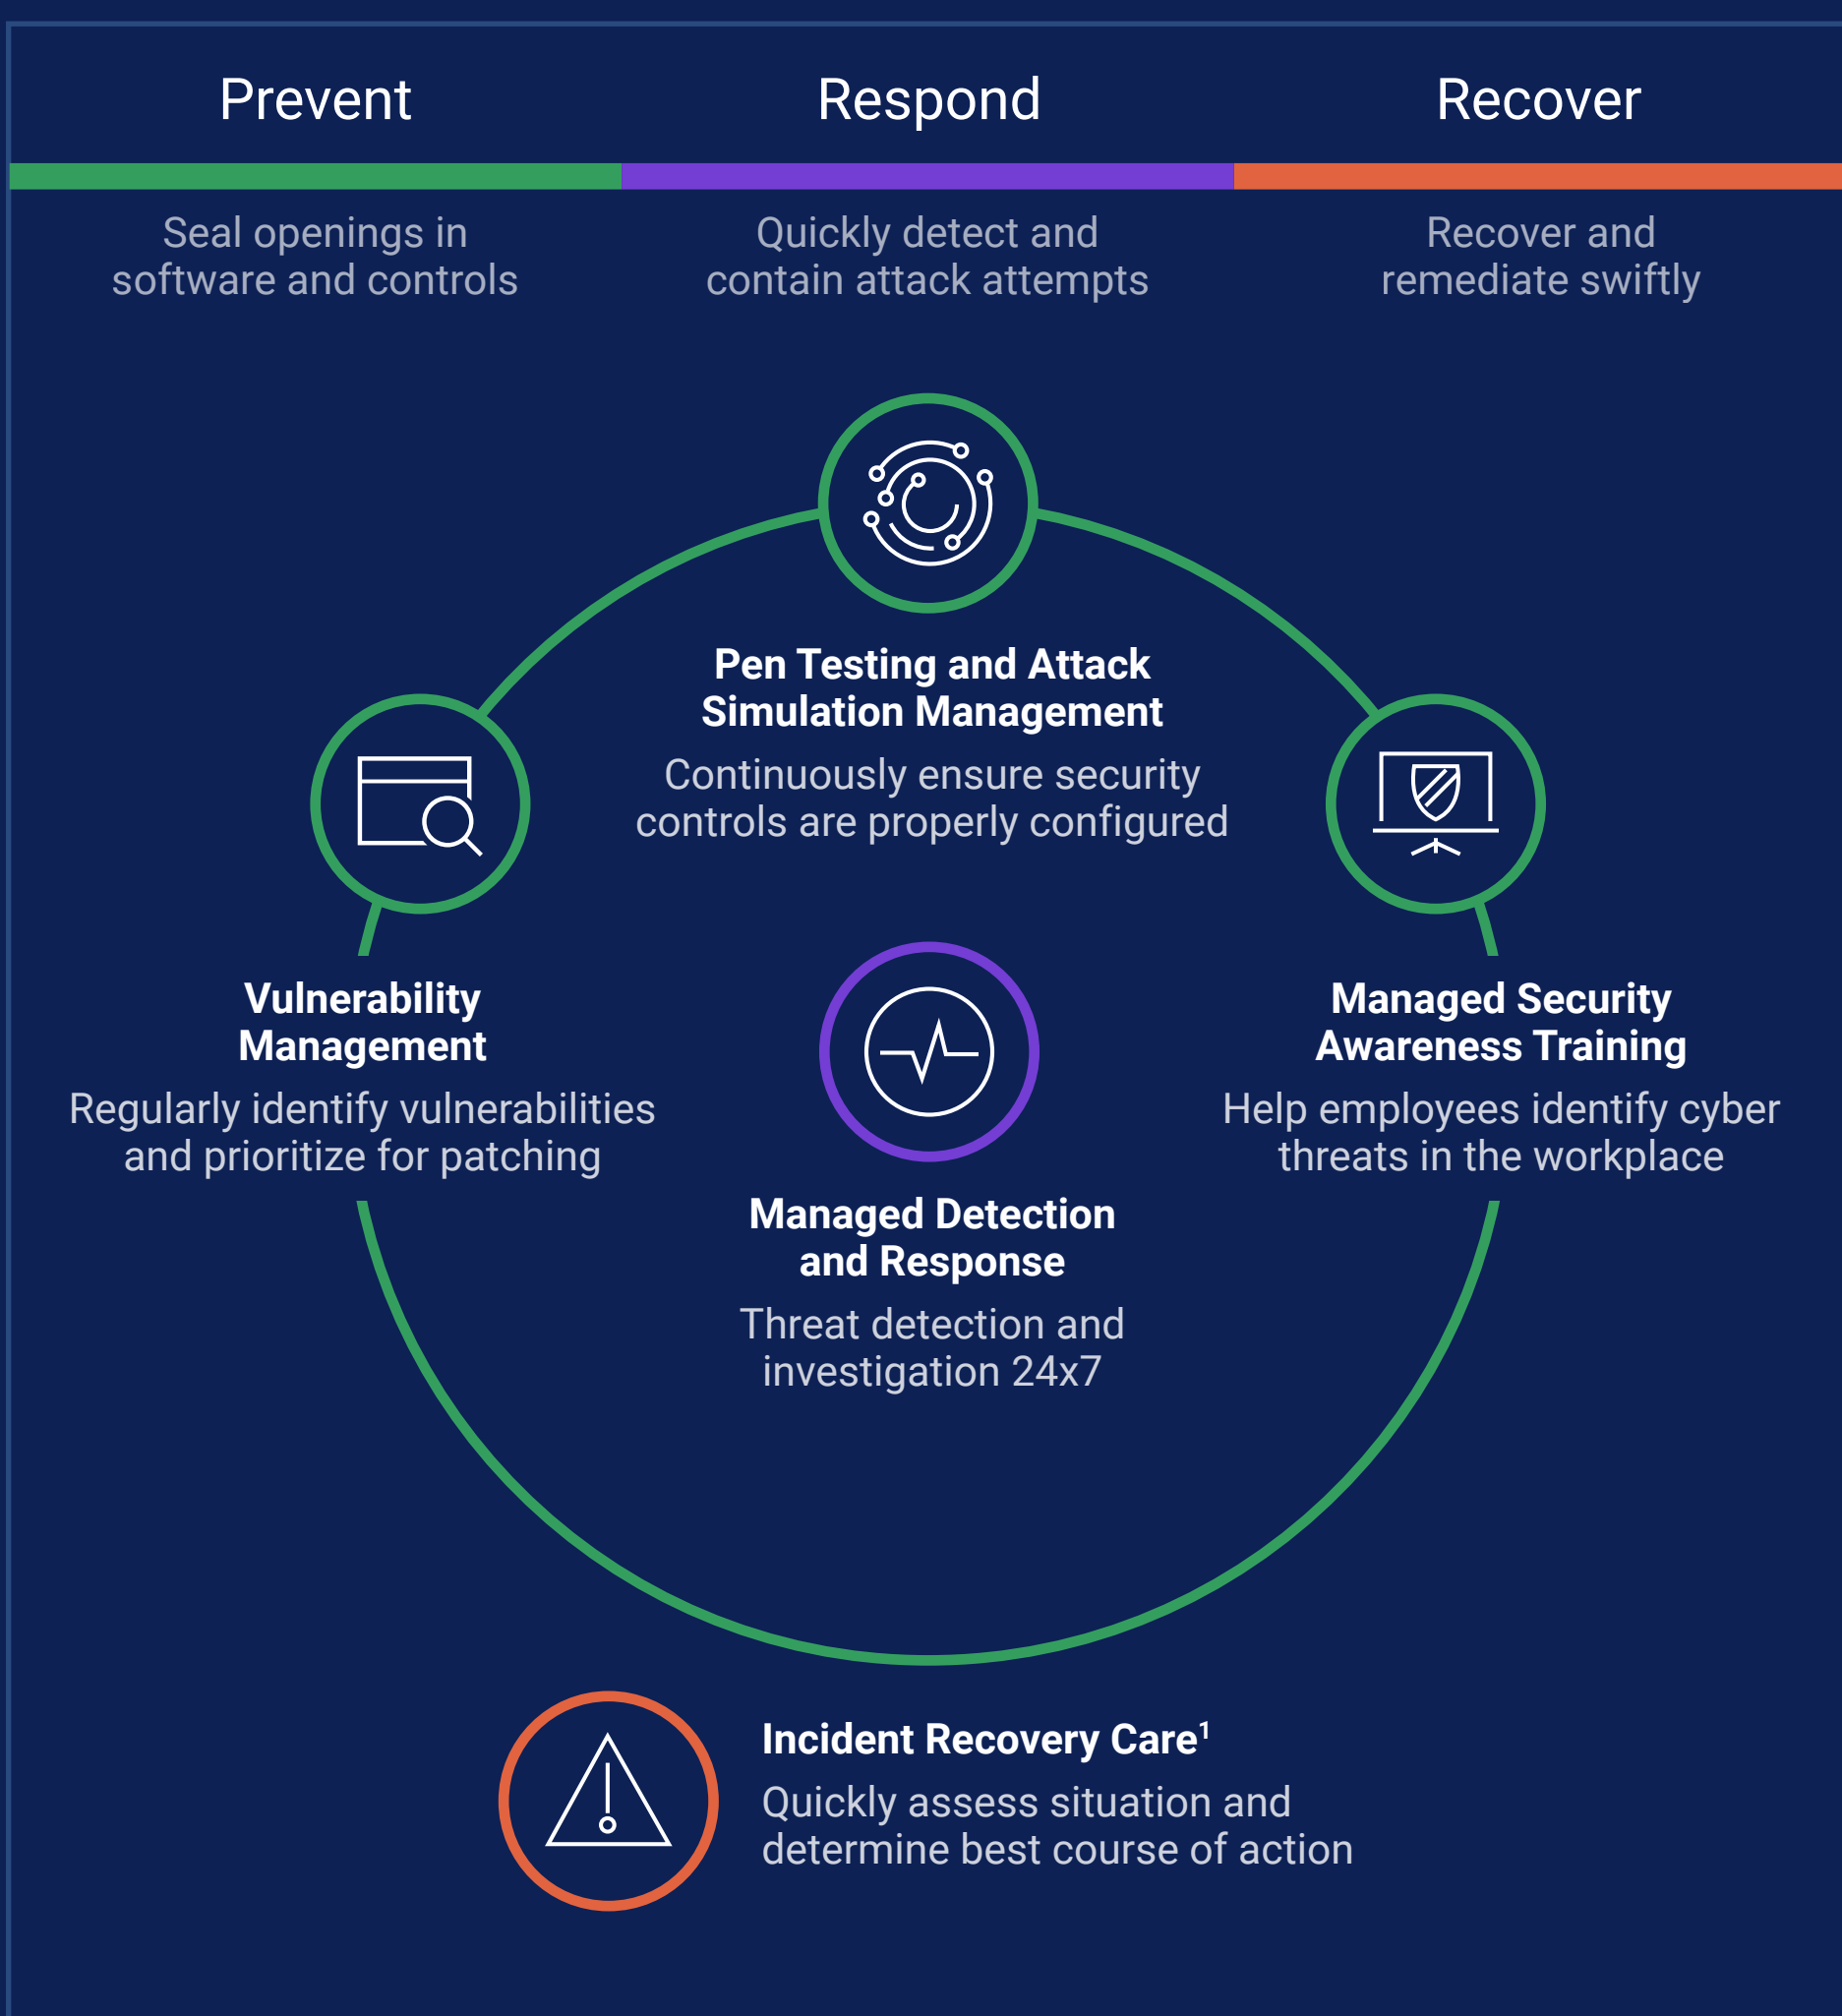 Prevent
Respond
Recover
Seal openings in
software and controls
Quickly detect and
contain attack attempts
Recover and
remediate swiftly
Pen Testing and Attack
Simulation Management
Continuously ensure security
controls are properly configured
Vulnerability
Management
Regularly identify vulnerabilities
and prioritize for patching
Managed Security
Awareness Training
Help employees identify cyber
threats in the workplace
Managed Detection
and Response
Threat detection and
investigation 24x7
Incident Recovery Care¹
Quickly assess situation and
determine best course of action